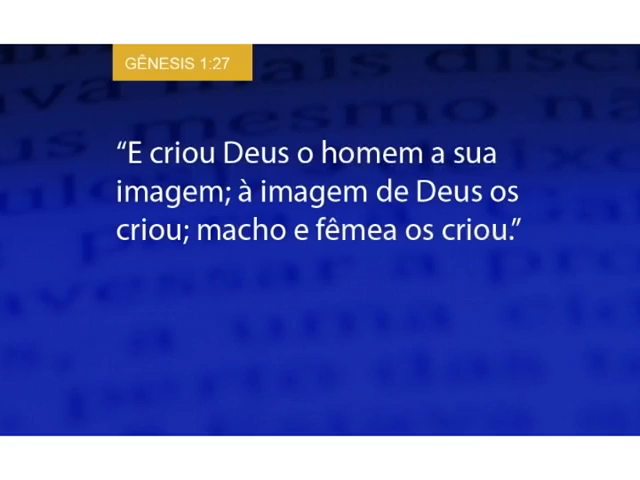 GÊNESIS 1:27
“E criou Deus o homem a sua
imagem; à imagem de Deus os
criou; macho e fêmea os criou.”